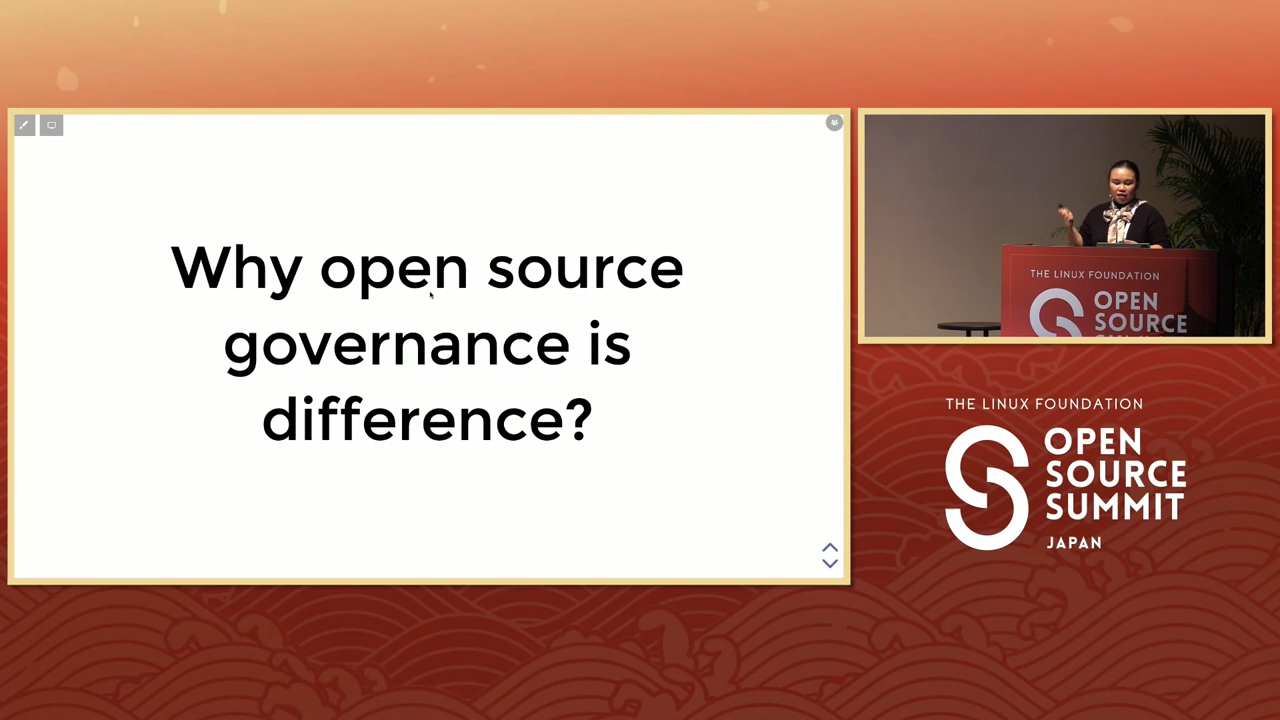 Why open source
governance is
difference?
THE LINUX FOUNDATION
OPEN
SOURCE
THE LINUX FOUNDATION
OPEN
SOURCE
SUMMIT
JAPAN